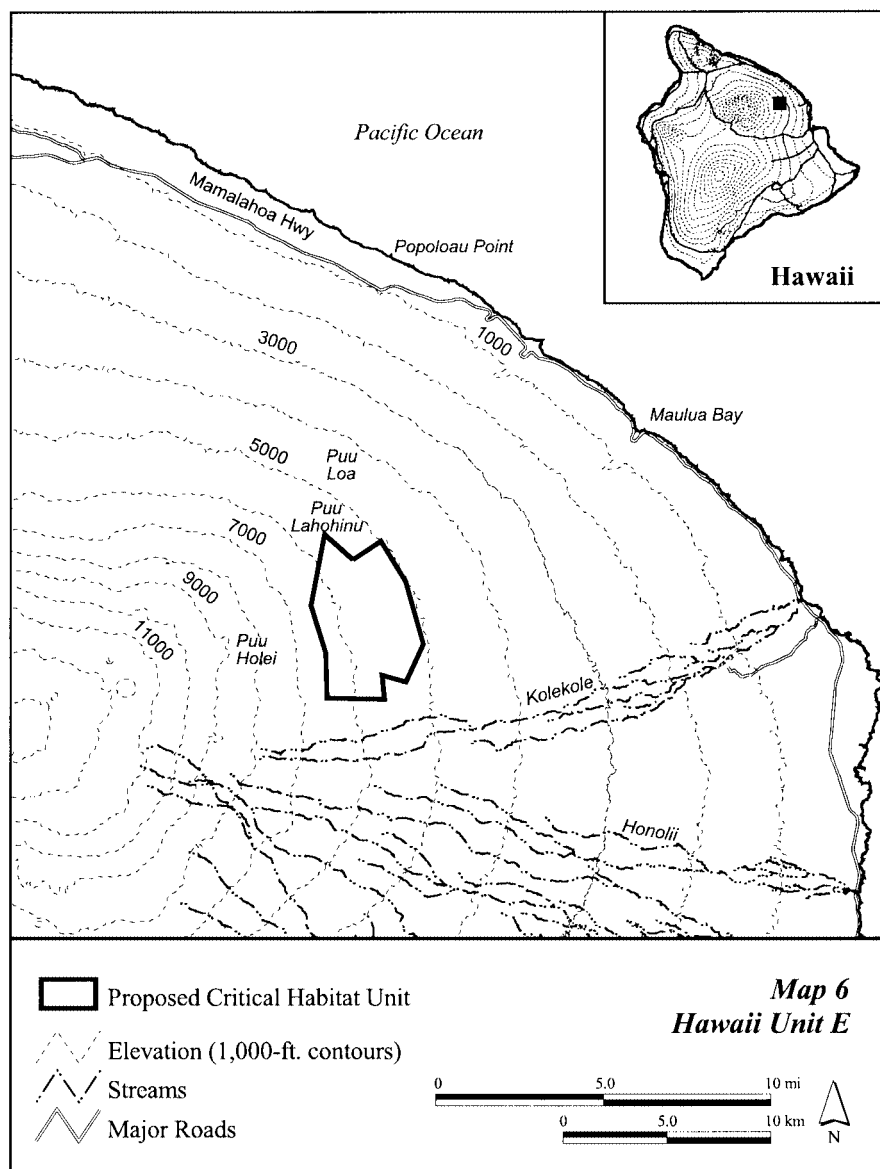 Pacific Ocean
Hawaii
Mamalahoa Hwy
Popoloau Point
1000
3000
Maulua Bay
5000
Puu
Loa
Puu
Lahohinu
7000
9000
11000
Puu
Holei
Kolekole
Honolii
Proposed Critical Habitat Unit
Elevation (1,000-ft. contours)
Streams
Major Roads
Map 6
Hawaii Unit E
0 5.0 10 mi
0 5.0 10 km
N